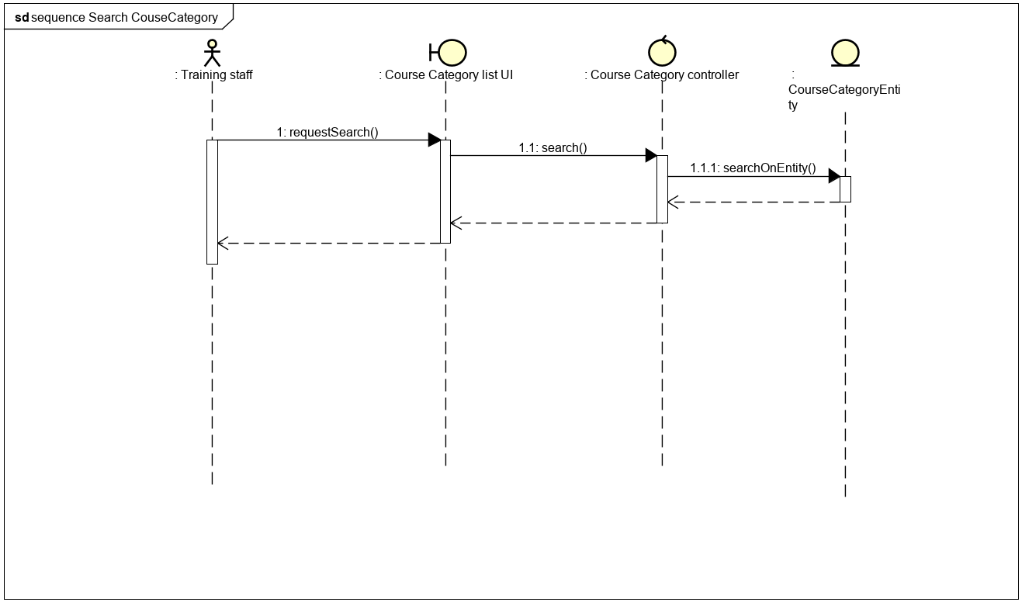 sd sequence Search CouseCategory
: Training staff
: Course Category list UI
: Course Category controller
:
CourseCategoryEnti
ty
1: requestSearch()
1.1: search()
1.1.1: searchOnEntity()